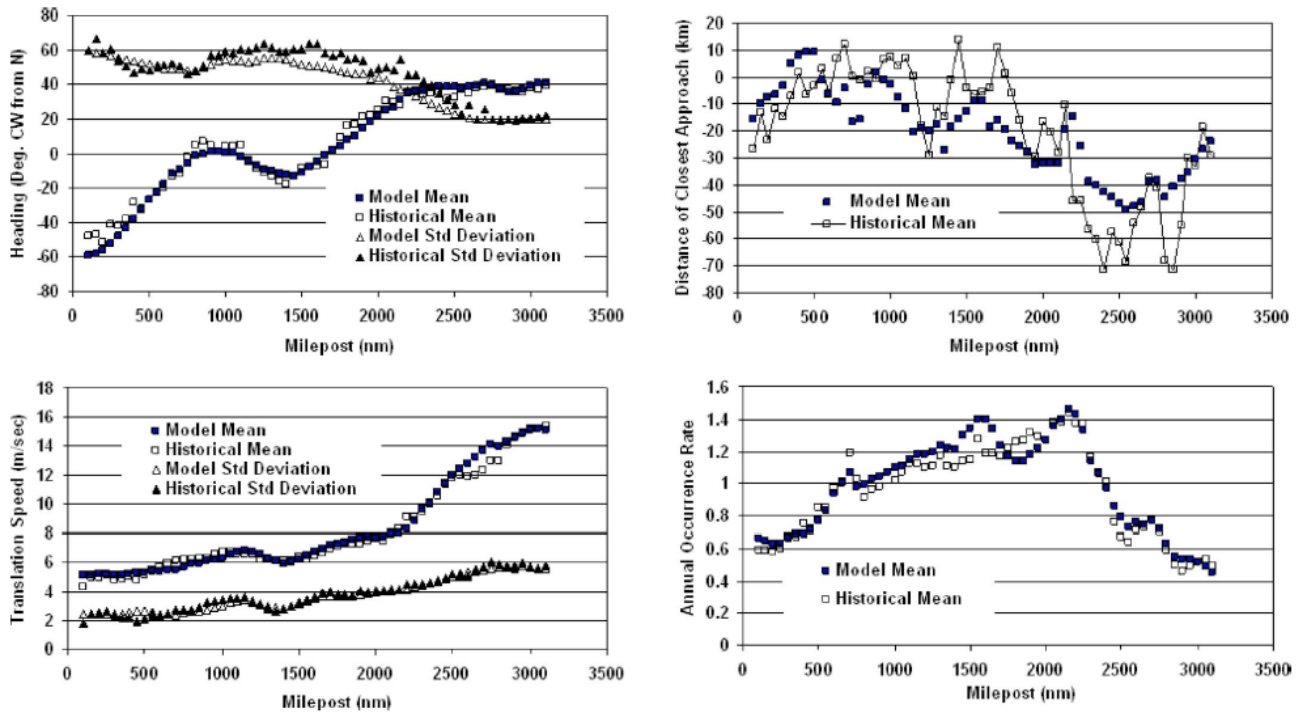 Heading (Deg. CW from N)
80
60
40
20
0
-20
-40
-60
-80
Model Mean
Historical Mean
Model Std Deviation
Historical Std Deviation
0 500 1000 1500 2000 2500 3000 3500
Milepost (nm)
Distance of Closest Approach (km)
20
10
0
-10
-20
-30
-40
-50
-60
-70
-80
Model Mean
Historical Mean
0 500 1000 1500 2000 2500 3000 3500
Milepost (nm)
Translation Speed (m/sec)
18
16
14
12
10
8
6
4
2
0
Model Mean
Historical Mean
Model Std Deviation
Historical Std Deviation
0 500 1000 1500 2000 2500 3000 3500
Milepost (nm)
Annual Occurrence Rate
1.6
1.4
1.2
1
0.8
0.6
0.4
0.2
0
Model Mean
Historical Mean
0 500 1000 1500 2000 2500 3000 3500
Milepost (nm)